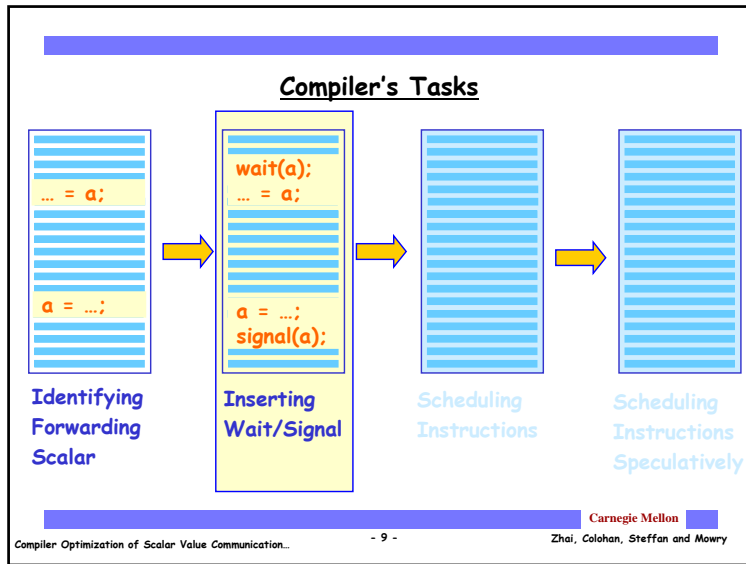 Compiler's Tasks
… = a;
a = …;
Identifying
Forwarding
Scalar
wait(a);
… = a;
a = …;
signal(a);
Inserting
Wait/Signal
Scheduling
Instructions
Scheduling
Instructions
Speculatively
Carnegie Mellon
Compiler Optimization of Scalar Value Communication…
- 9 -
Zhai, Colohan, Steffan and Mowry